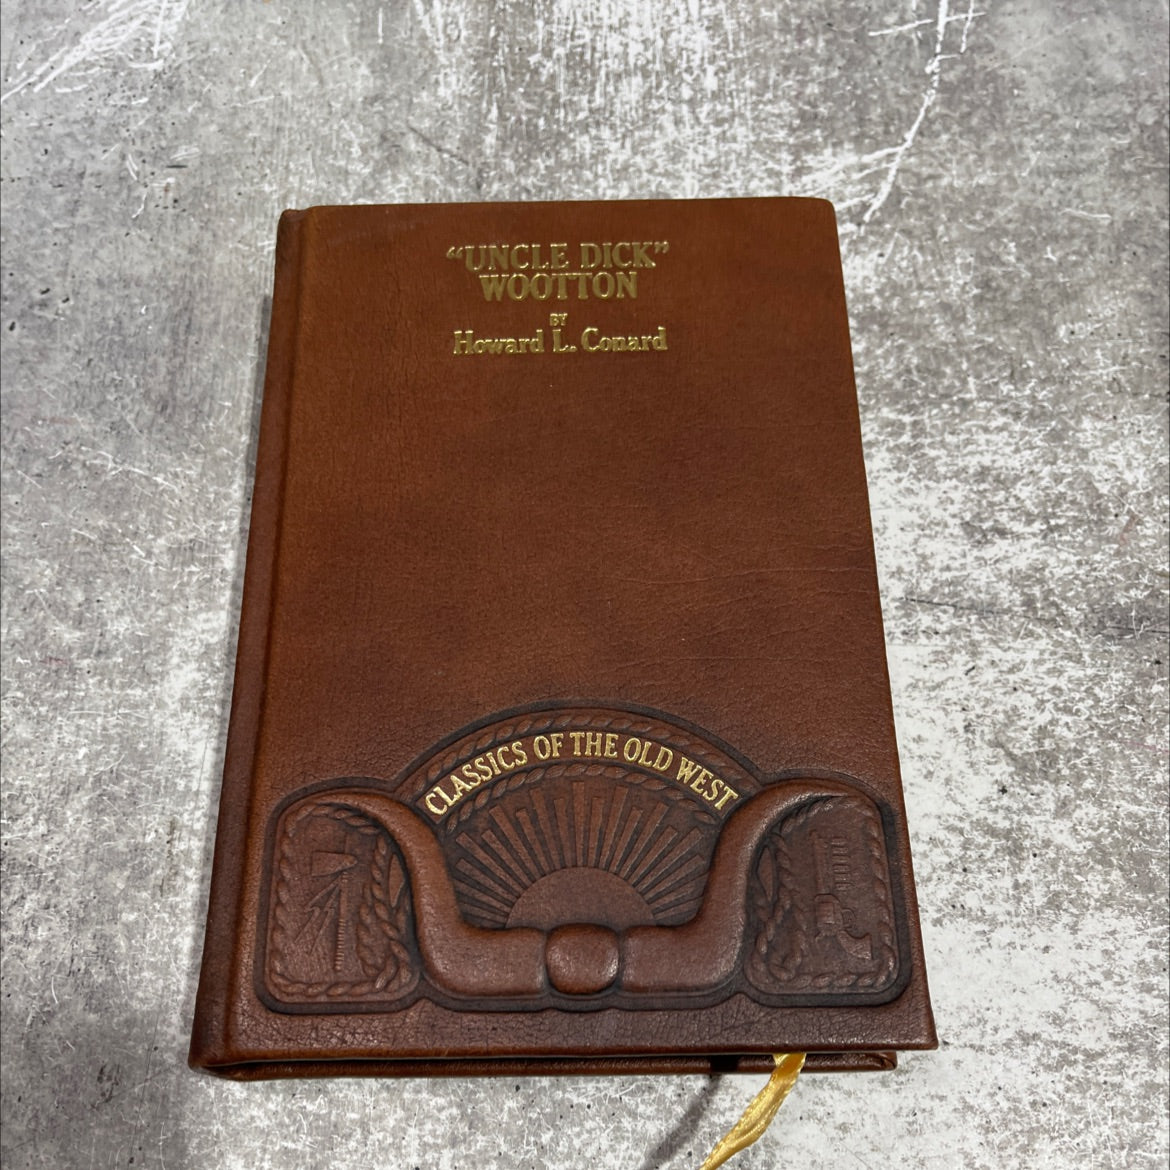 “UNCLE DICK”
WOOTTON
BY
Howard L. Conard
CLASSICS OF THE OLD WEST